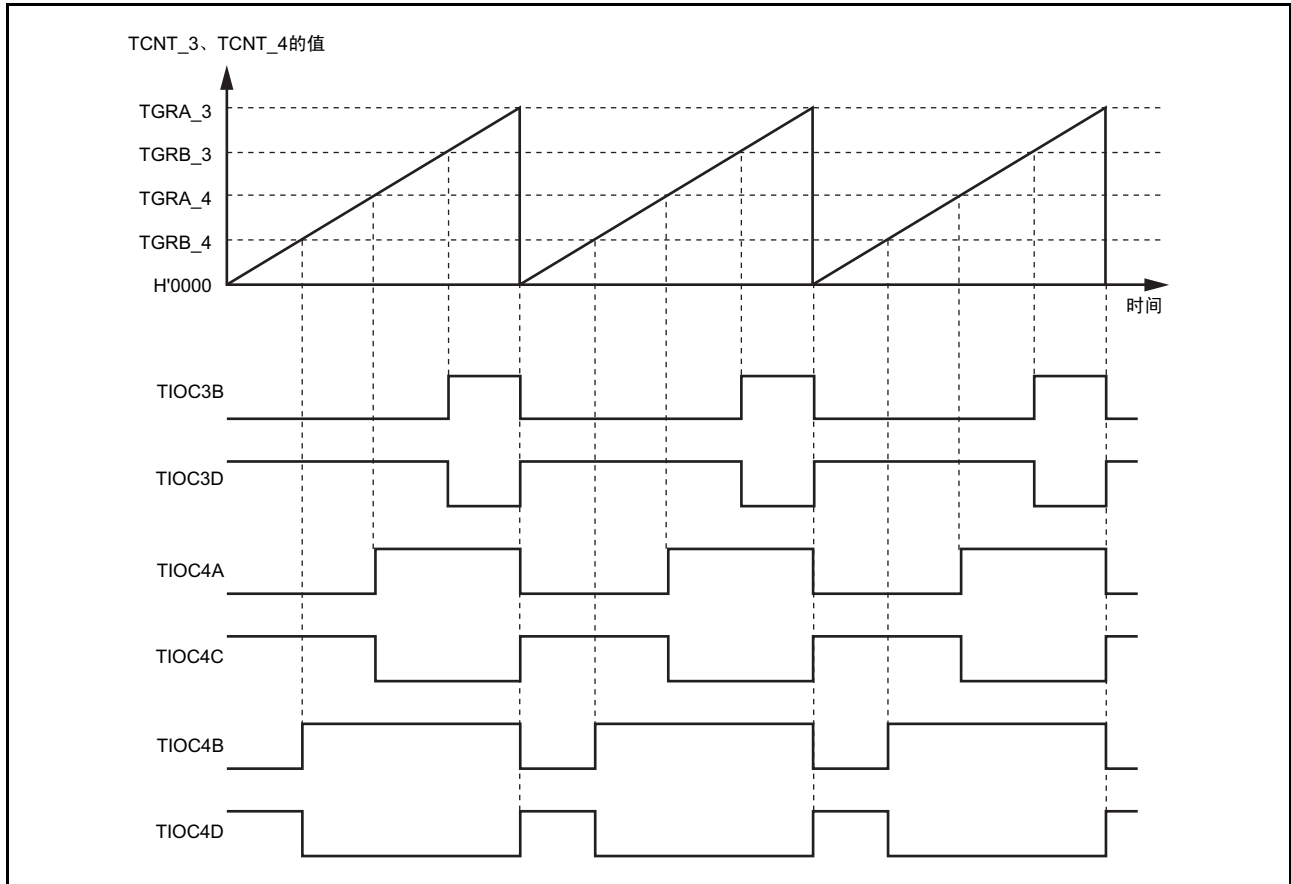 TCNT_3、TCNT_4的值
TGRA_3
TGRB_3
TGRA_4
TGRB_4
H'0000
时间
TIOC3B
TIOC3D
TIOC4A
TIOC4C
TIOC4B
TIOC4D